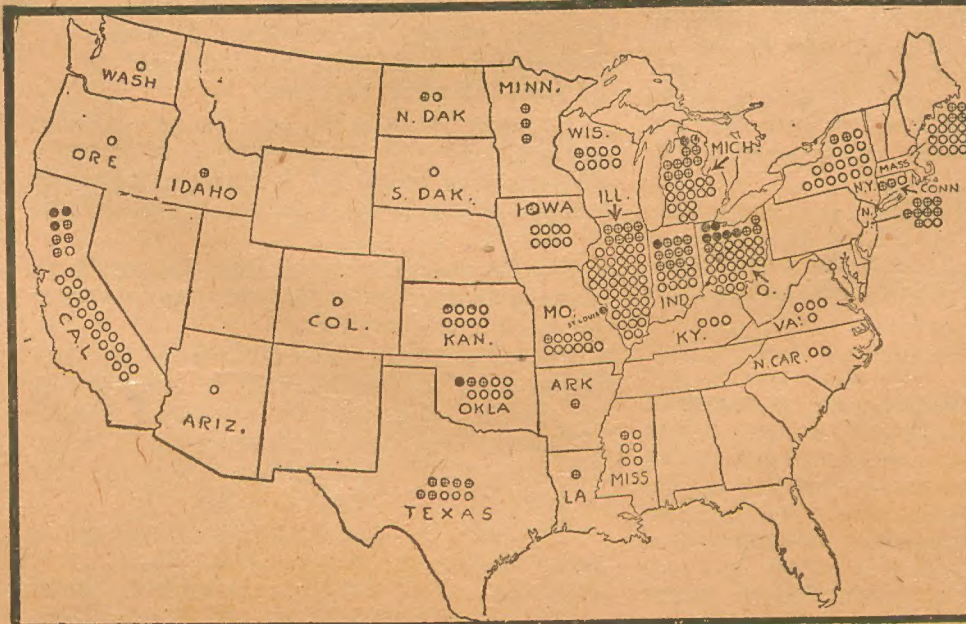 WASH
ORE
IDAHO
N. DAK
S. DAK.
MINN.
WIS.
MICH.
IOWA
ILL.
N.Y.
MASS
CONN
N.
J.
CAL
COL.
KAN.
MO.
ST. LOUIS
IND.
O.
KY.
VA.
N. CAR.
ARIZ.
OKLA
ARK
TEXAS
LA
MISS